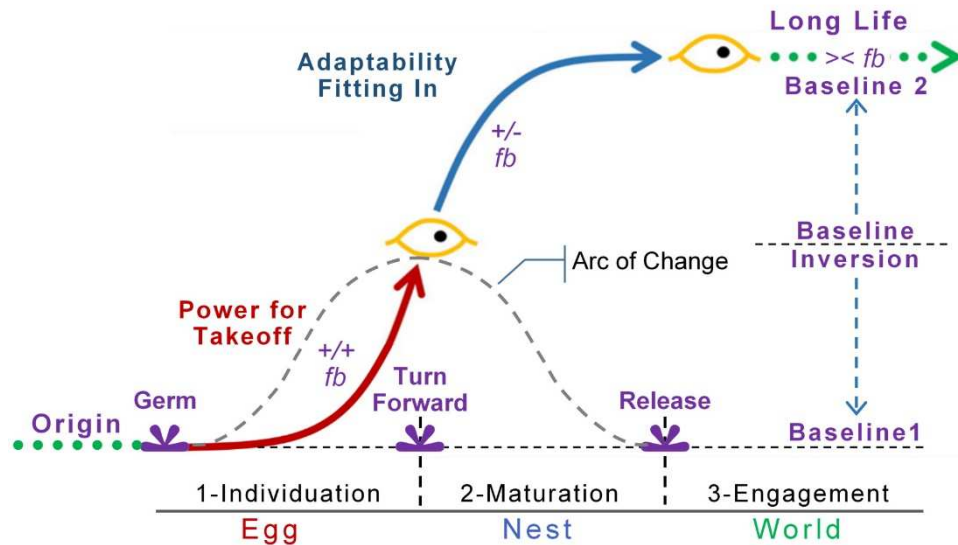 Long Life
>< fb
Baseline 2
Adaptability
Fitting In
+/-
fb
Baseline
Inversion
Arc of Change
Power for
Takeoff
+/+
fb
Germ
Turn
Forward
Release
Origin
Baseline1
1-Individuation
2-Maturation
3-Engagement
Egg
Nest
World